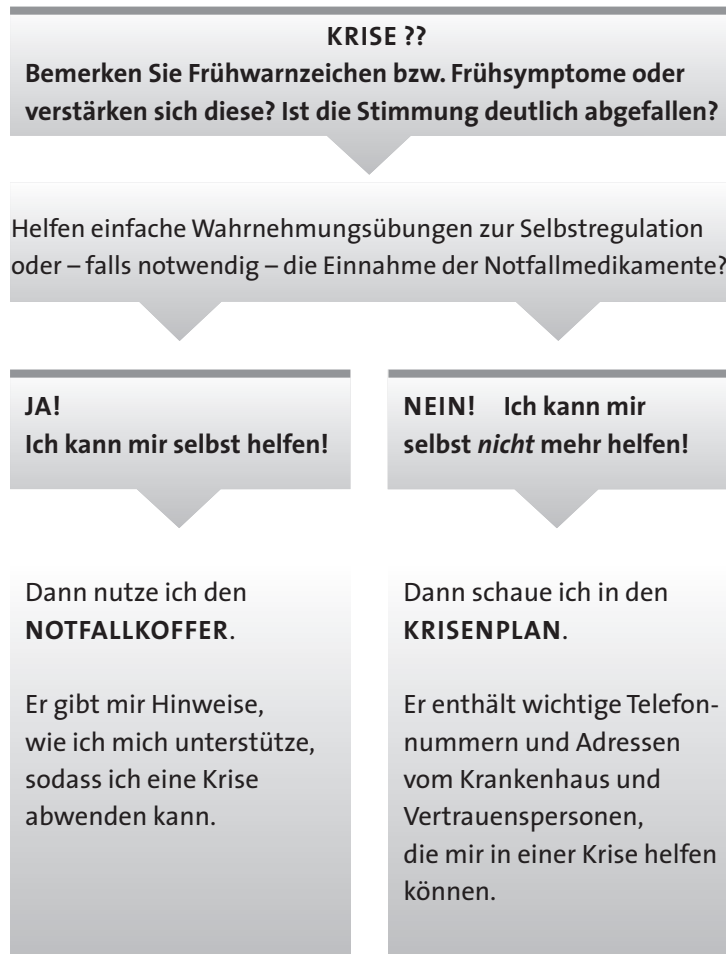 KRISE ??
Bemerken Sie Frühwarnzeichen bzw. Frühsymptome oder
verstärken sich diese? Ist die Stimmung deutlich abgefallen?
Helfen einfache Wahrnehmungsübungen zur Selbstregulation
oder – falls notwendig – die Einnahme der Notfallmedikamente?
JA!
Ich kann mir selbst helfen!
NEIN! Ich kann mir
selbst nicht mehr helfen!
Dann nutze ich den
NOTFALLKOFFER.
Er gibt mir Hinweise,
wie ich mich unterstütze,
sodass ich eine Krise
abwenden kann.
Dann schaue ich in den
KRISENPLAN.
Er enthält wichtige Telefon-
nummern und Adressen
vom Krankenhaus und
Vertrauenspersonen,
die mir in einer Krise helfen
können.